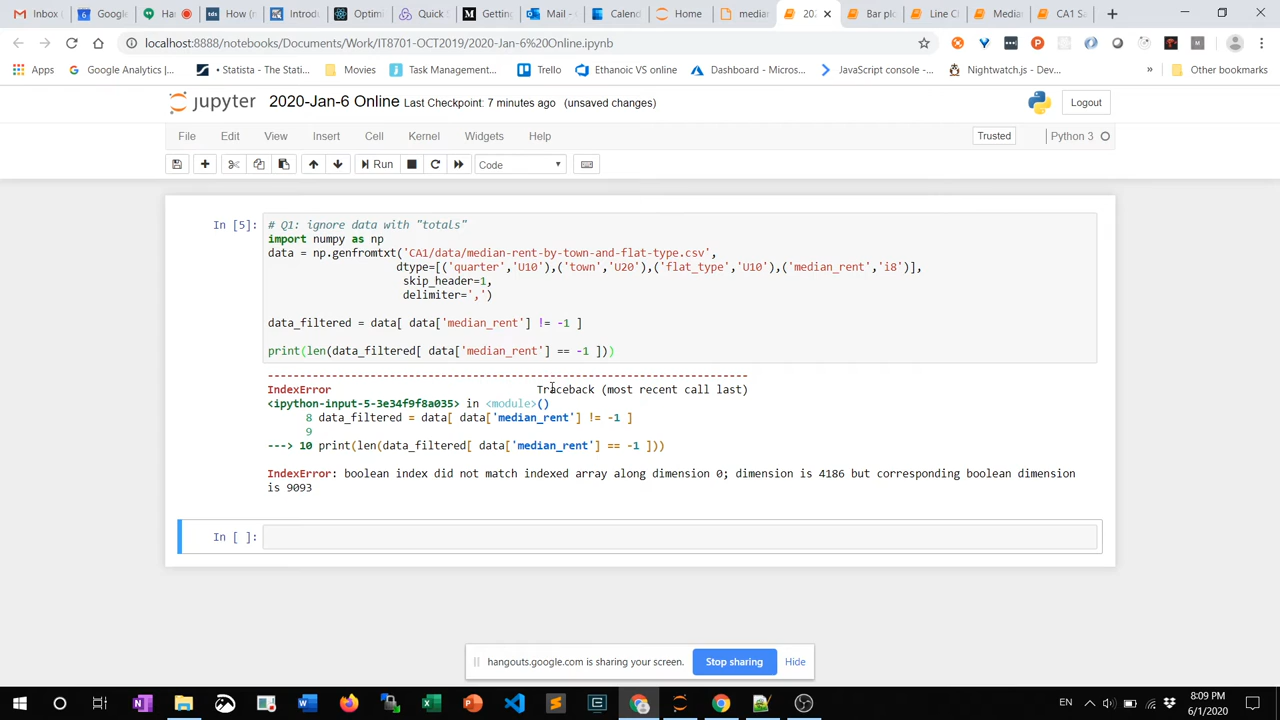 Inbox (
Google
Ha
How (r
Introdu
Optimi
Quick
Getting
Mail -
Calend
Home
median
202
Bar plo
Line Cl
Media
CA1 Sa
localhost:8888/notebooks/Documents/Work/IT8701-OCT2019/2020-Jan-6%20Online.ipynb
Apps
Google Analytics |...
• Statista - The Stati...
Movies
Task Management...
Trello
Ethanoic VS online
Dashboard - Micros...
JavaScript console -...
Nightwatch.js - Dev...
»
Other bookmarks
jupyter 2020-Jan-6 Online Last Checkpoint: 7 minutes ago (unsaved changes)
Logout
File Edit View Insert Cell Kernel Widgets Help
Trusted
Python 3
Run
Code
In [5]:
# Q1: ignore data with "totals"
import numpy as np
data = np.genfromtxt('CA1/data/median-rent-by-town-and-flat-type.csv',
dtype=[('quarter','U10'),('town','U20'),('flat_type','U10'),('median_rent','i8')],
skip_header=1,
delimiter=',')
data_filtered = data[ data['median_rent'] != -1 ]
print(len(data_filtered[ data['median_rent'] == -1 ]))
---------------------------------------------------------------------------
IndexError Traceback (most recent call last)
<ipython-input-5-3e34f9f8a035> in <module>()
8 data_filtered = data[ data['median_rent'] != -1 ]
9
---> 10 print(len(data_filtered[ data['median_rent'] == -1 ]))
IndexError: boolean index did not match indexed array along dimension 0; dimension is 4186 but corresponding boolean dimension
is 9093
In [ ]:
hangouts.google.com is sharing your screen.
Stop sharing
Hide
EN
8:09 PM
6/1/2020